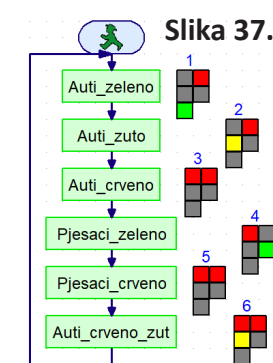 Slika 37.
1
Auti_zeleno
2
Auti_zuto
3
Auti_crveno
4
Pjesaci_zeleno
5
Pjesaci_crveno
6
Auti_crveno_zut